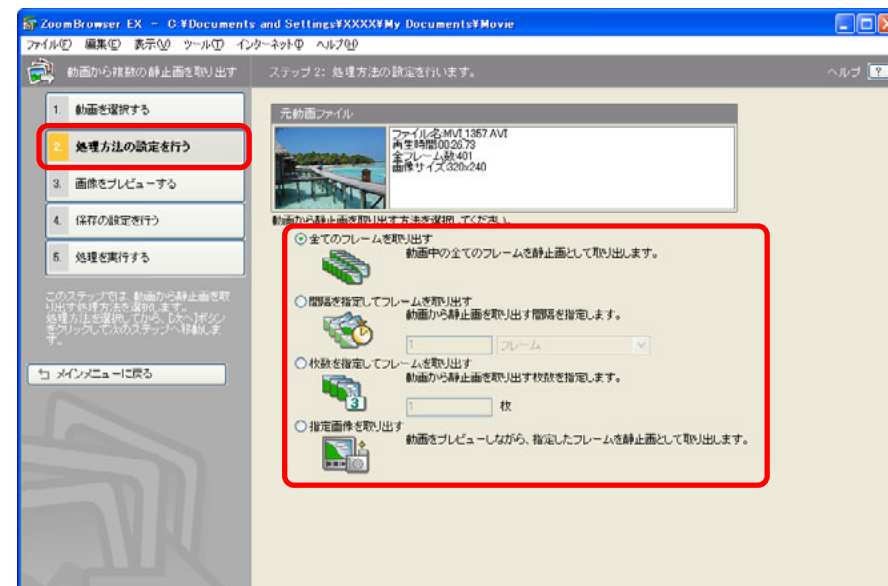 ZoomBrowser EX - C:¥Documents and Settings¥XXXX¥My Documents¥Movie
ファイル(F) 編集(E) 表示(V) ツール(T) インターネット(I) ヘルプ(H)
動画から複数の静止画を取り出す
ステップ2: 処理方法の設定を行います。
ヘルプ ?
1. 動画を選択する
2. 処理方法の設定を行う
3. 画像をプレビューする
4. 保存の設定を行う
5. 処理を実行する
このステップでは、動画から静止画を取
り出す処理方法を選択します。
処理方法を選択してから、[次へ]ボタン
をクリックして次のステップへ移動しま
す。
メインメニューに戻る
元動画ファイル
ファイル名:MVI_1357.AVI
再生時間:00:26.73
全フレーム数:401
画像サイズ:320x240
動画から静止画を取り出す方法を選択してください。
全てのフレームを取り出す
動画中の全てのフレームを静止画として取り出します。
間隔を指定してフレームを取り出す
動画から静止画を取り出す間隔を指定します。
1 フレーム
枚数を指定してフレームを取り出す
動画から静止画を取り出す枚数を指定します。
3
1 枚
指定画像を取り出す
動画をプレビューしながら、指定したフレームを静止画として取り出します。